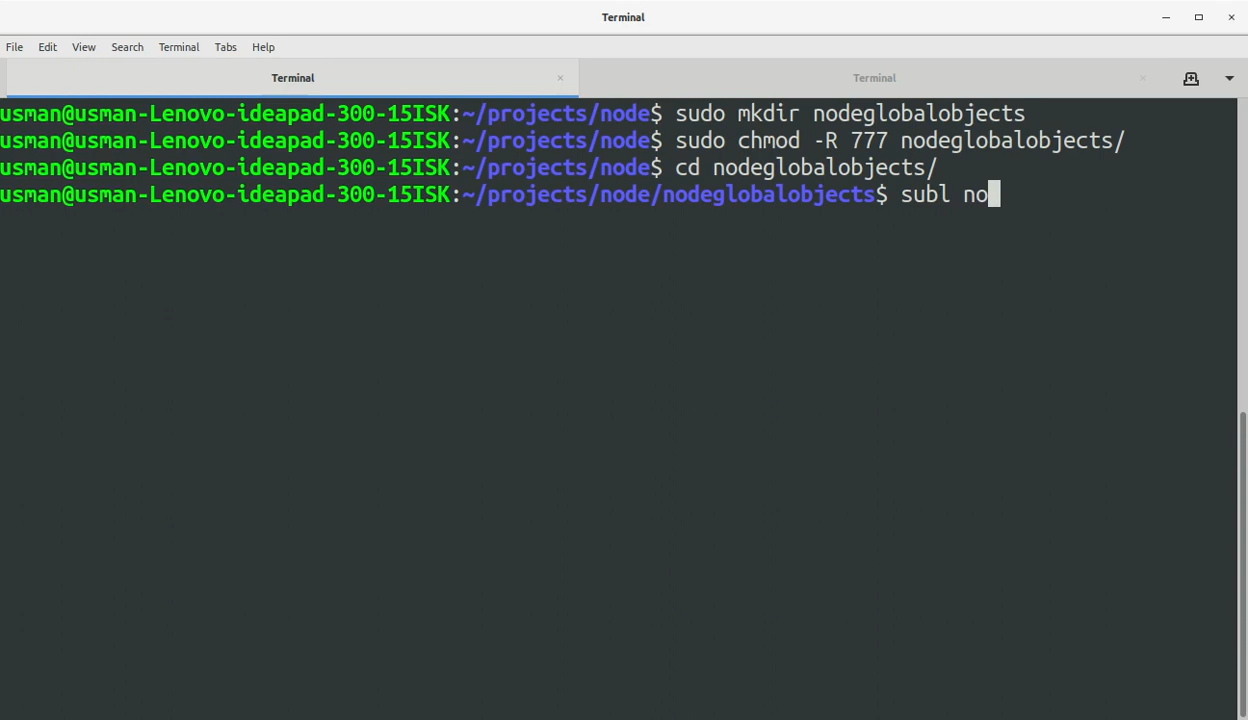 Terminal
File Edit View Search Terminal Tabs Help
Terminal Terminal
usman@usman-Lenovo-ideapad-300-15ISK:~/projects/node$ sudo mkdir nodeglobalobjects
usman@usman-Lenovo-ideapad-300-15ISK:~/projects/node$ sudo chmod -R 777 nodeglobalobjects/
usman@usman-Lenovo-ideapad-300-15ISK:~/projects/node$ cd nodeglobalobjects/
usman@usman-Lenovo-ideapad-300-15ISK:~/projects/node/nodeglobalobjects$ subl no